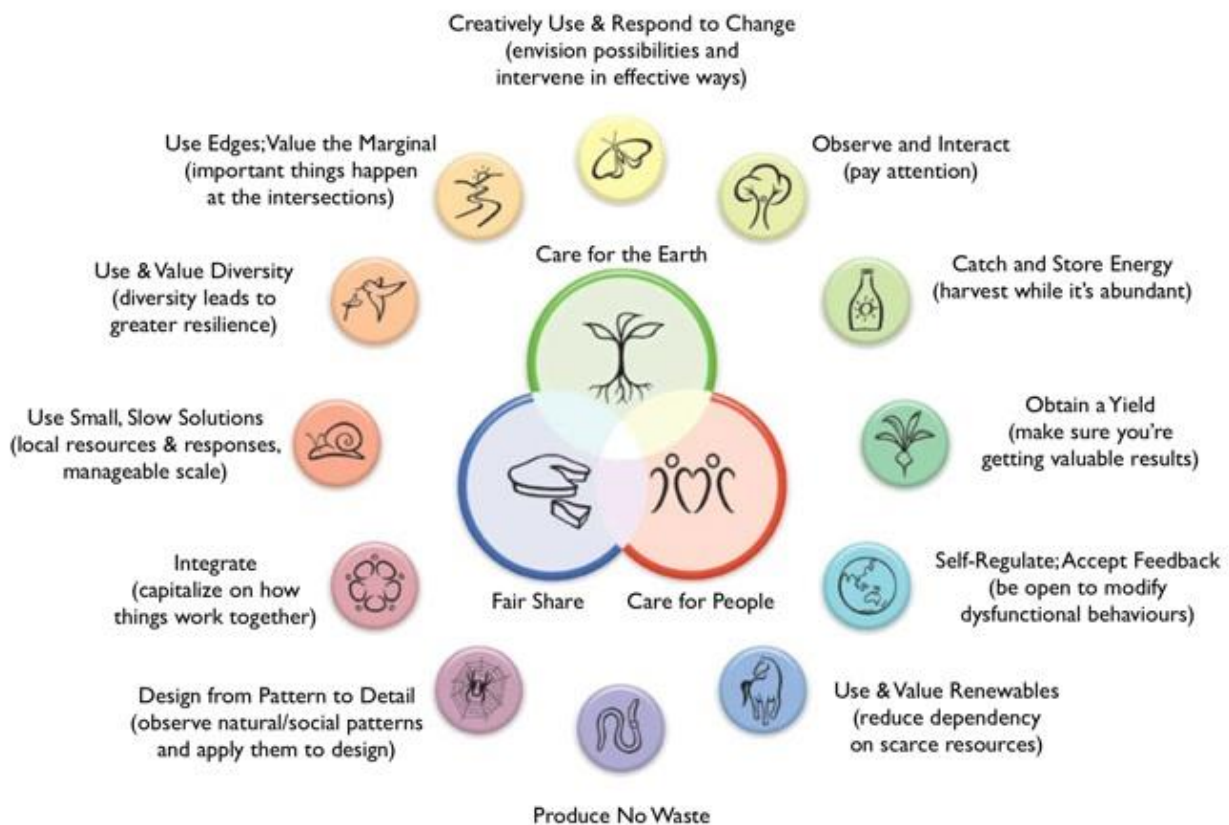 Creatively Use & Respond to Change
(envision possibilities and
intervene in effective ways)
Use Edges; Value the Marginal
(important things happen
at the intersections)
Observe and Interact
(pay attention)
Care for the Earth
Use & Value Diversity
(diversity leads to
greater resilience)
Catch and Store Energy
(harvest while it's abundant)
Use Small, Slow Solutions
(local resources & responses,
manageable scale)
Obtain a Yield
(make sure you're
getting valuable results)
Integrate
(capitalize on how
things work together)
Fair Share
Care for People
Self-Regulate; Accept Feedback
(be open to modify
dysfunctional behaviours)
Design from Pattern to Detail
(observe natural/social patterns
and apply them to design)
Use & Value Renewables
(reduce dependency
on scarce resources)
Produce No Waste